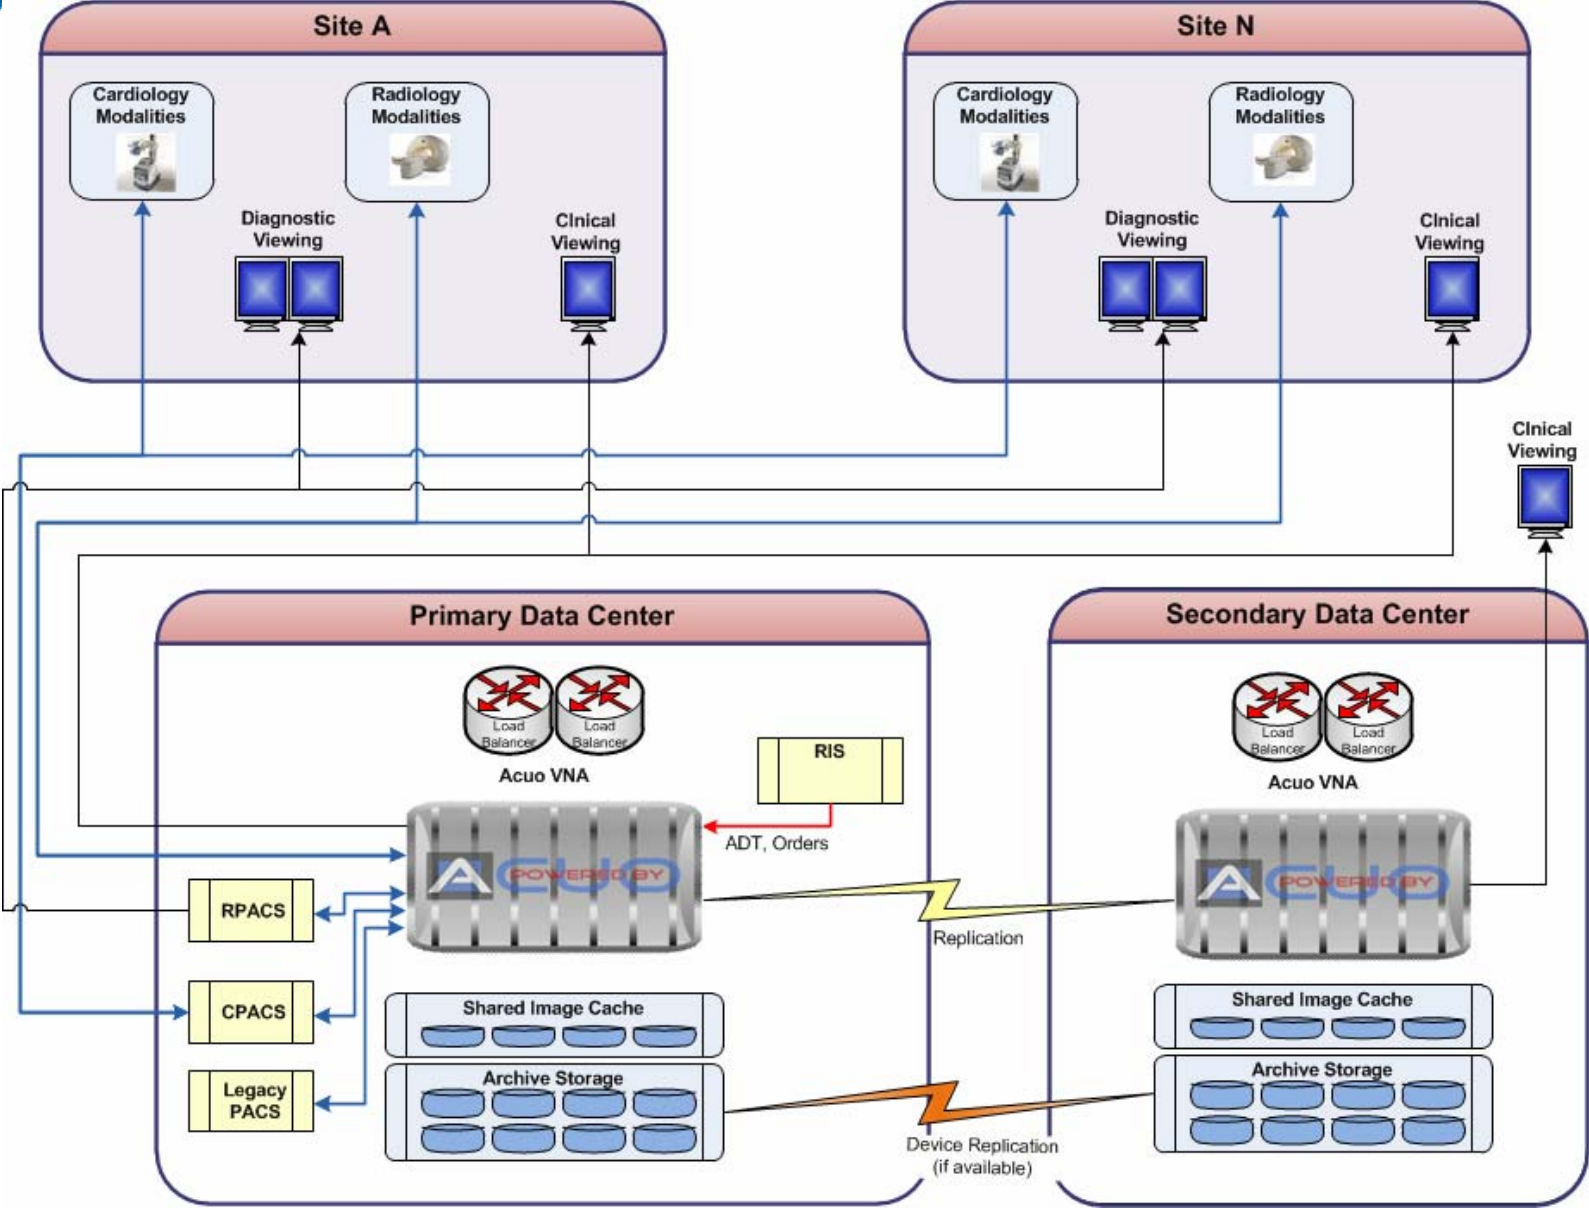 Site A
Site N
Cardiology
Modalities
Radiology
Modalities
Cardiology
Modalities
Radiology
Modalities
Diagnostic
Viewing
Clnical
Viewing
Diagnostic
Viewing
Clnical
Viewing
Clnical
Viewing
Primary Data Center
Secondary Data Center
Load
Balancer
Load
Balancer
Load
Balancer
Load
Balancer
Acuo VNA
RIS
Acuo VNA
ADT, Orders
ACUO
POWERED BY
ACUO
POWERED BY
RPACS
Replication
CPACS
Shared Image Cache
Shared Image Cache
Legacy
PACS
Archive Storage
Archive Storage
Device Replication
(if available)